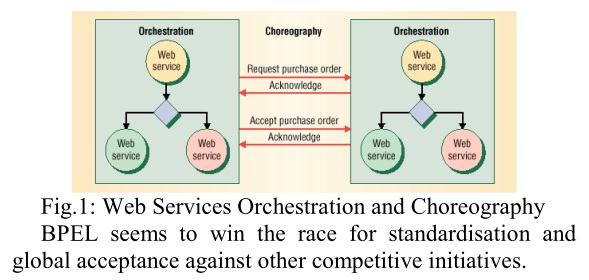 Orchestration
Choreography
Orchestration
Web
service
Web
service
Web
service
Request purchase order
Acknowledge
Accept purchase order
Acknowledge
Web
service
Web
service
Web
service
Fig.1: Web Services Orchestration and Choreography
BPEL seems to win the race for standardisation and
global acceptance against other competitive initiatives.